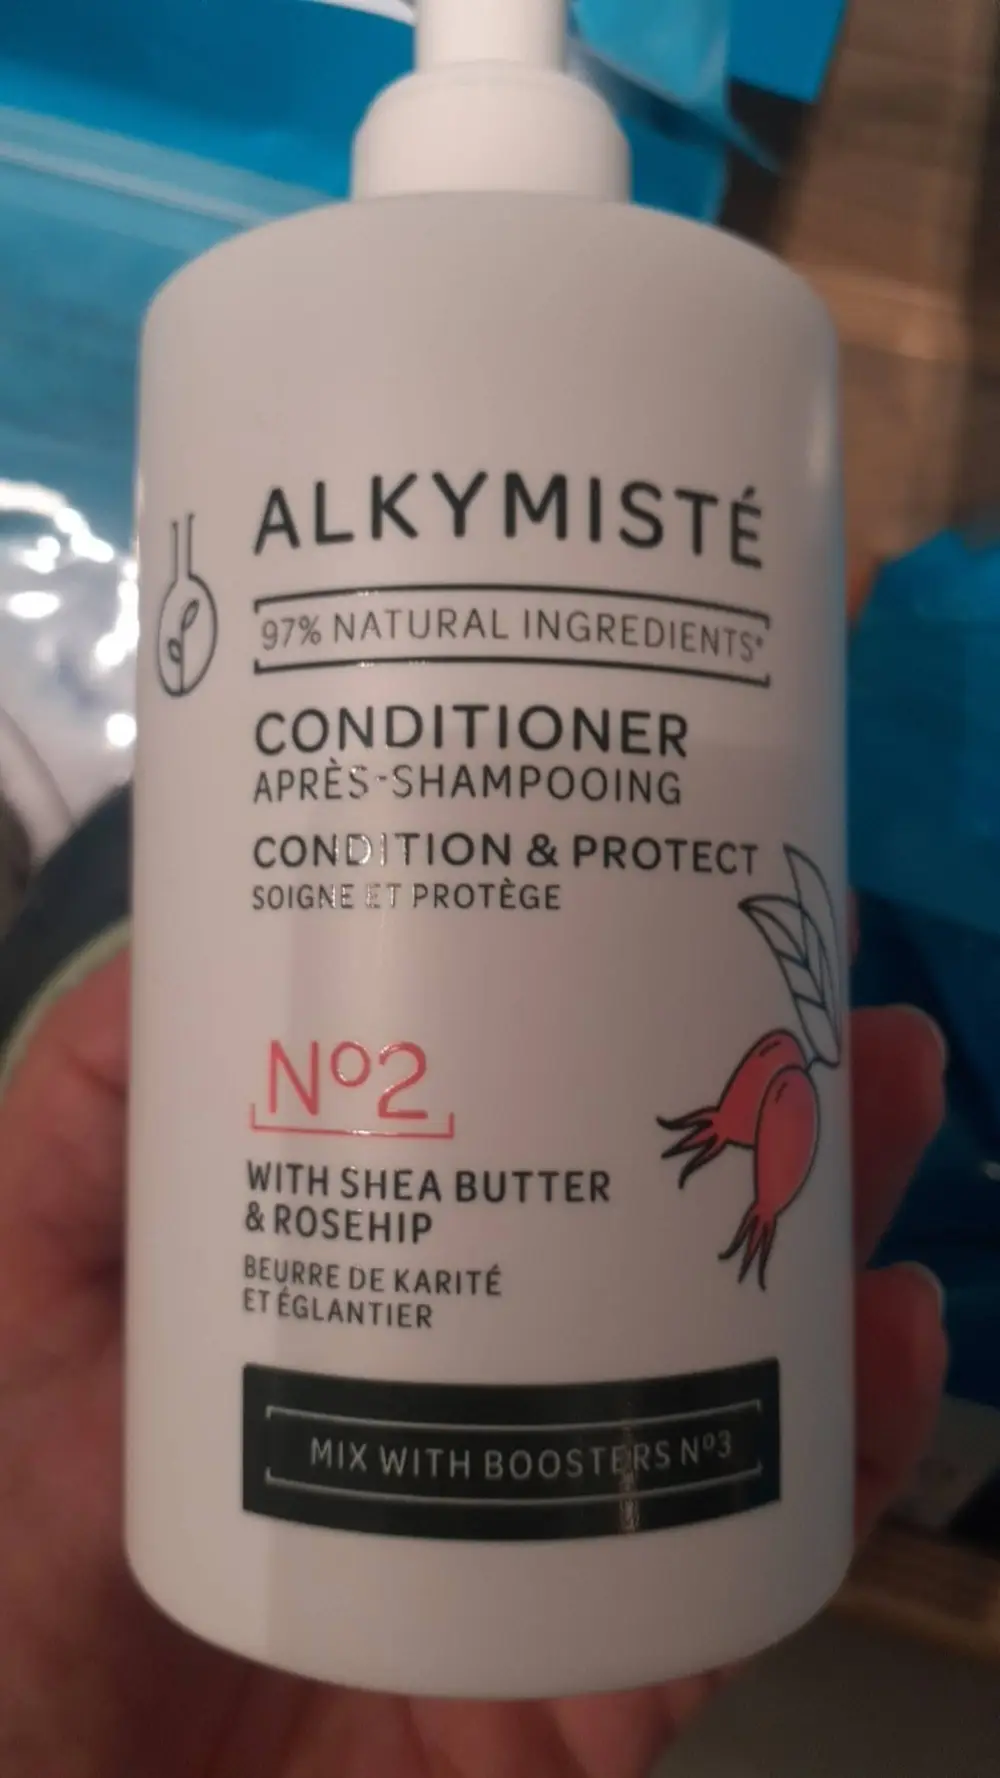 ALKYMISTÉ
97% NATURAL INGREDIENTS*
CONDITIONER
APRÈS-SHAMPOOING
CONDITION & PROTECT
SOIGNE ET PROTÈGE
Nº2
WITH SHEA BUTTER
& ROSEHIP
BEURRE DE KARITÉ
ET ÉGLANTIER
MIX WITH BOOSTERS Nº3